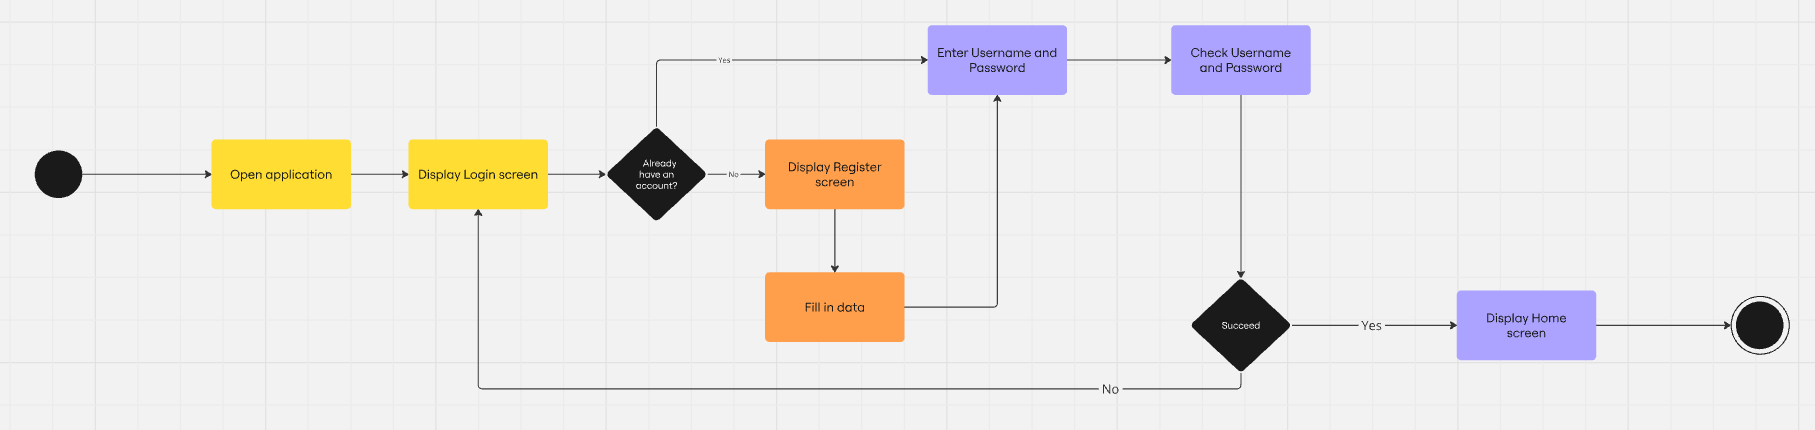 Enter Username and
Password
Check Username
and Password
Yes
Open application
Display Login screen
Already
have an
account?
No
Display Register
screen
Fill in data
Succeed
Yes
Display Home
screen
No